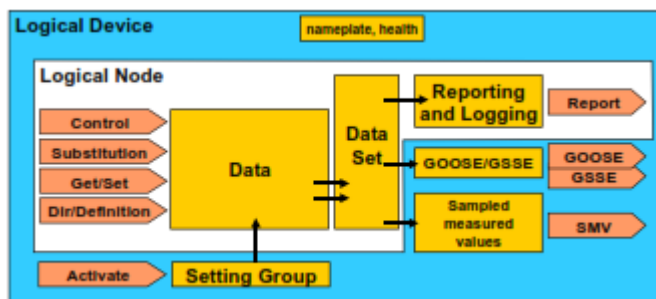 Logical Device
nameplate, health
Logical Node
Control
Substitution
Get/Set
Dir/Definition
Data
Data
Set
Reporting
and Logging
Report
GOOSE/GSSE
GOOSE
GSSE
Sampled
measured
values
SMV
Activate
Setting Group